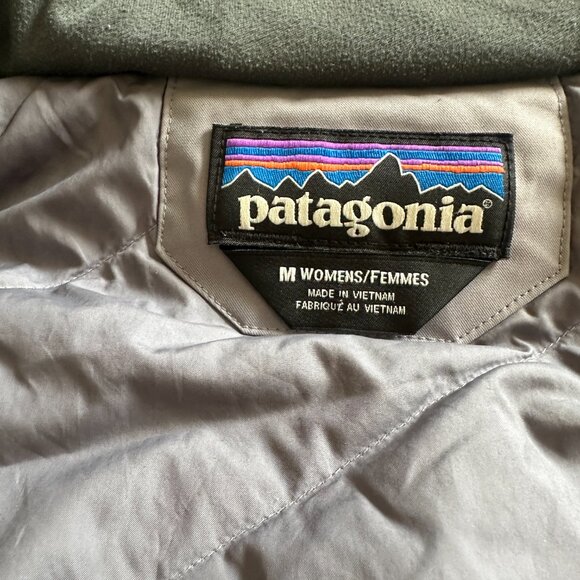 patagonia®
M WOMENS/FEMMES
MADE IN VIETNAM
FABRIQUÉ AU VIETNAM